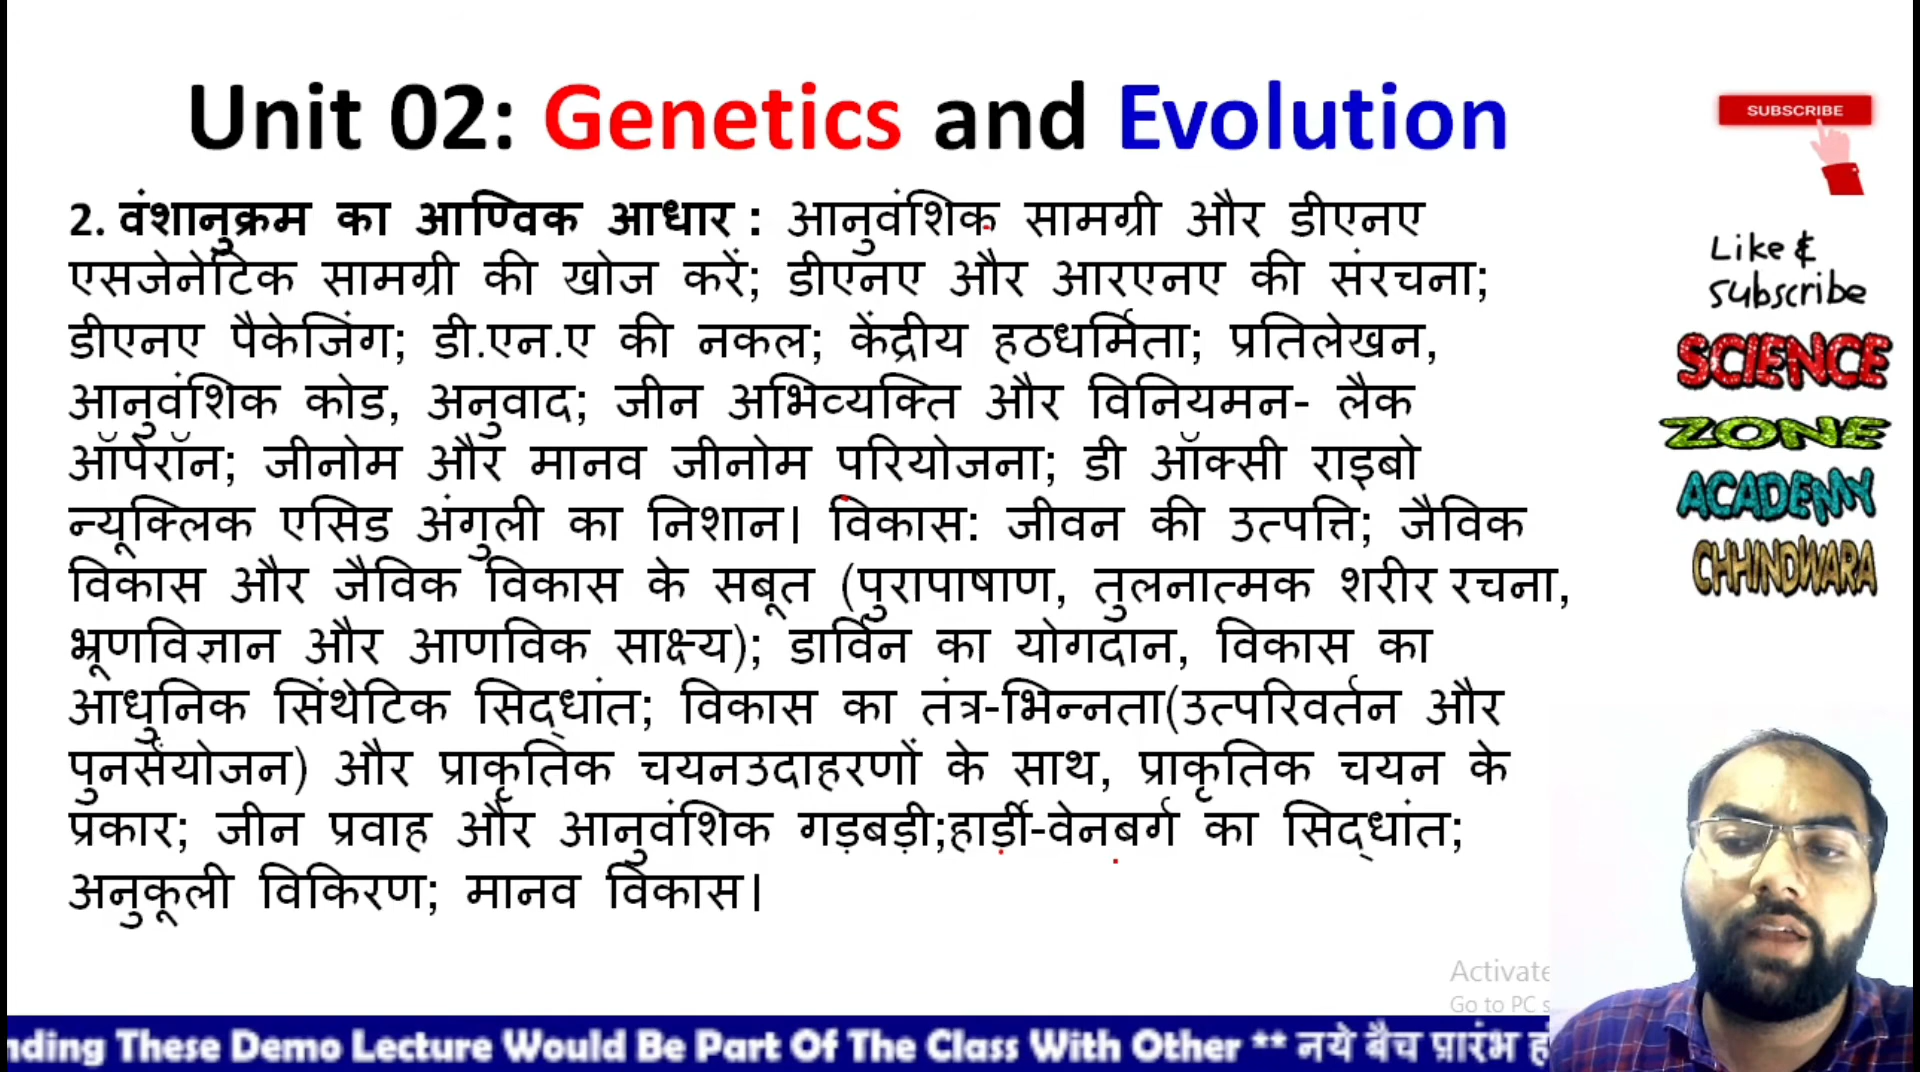 Unit 02: Genetics and Evolution
SUBSCRIBE
2. वंशानुक्रम का आण्विक आधार : आनुवंशिक सामग्री और डीएनए
एसजेनेटिक सामग्री की खोज करें; डीएनए और आरएनए की संरचना;
डीएनए पैकेजिंग; डी.एन.ए की नकल; केंद्रीय हठधर्मिता; प्रतिलेखन,
आनुवंशिक कोड, अनुवाद; जीन अभिव्यक्ति और विनियमन- लैक
ऑपेरॉन; जीनोम और मानव जीनोम परियोजना; डी ऑक्सी राइबो
न्यूक्लिक एसिड अंगुली का निशान। विकास: जीवन की उत्पत्ति; जैविक
विकास और जैविक विकास के सबूत (पुरापाषाण, तुलनात्मक शरीर रचना,
भ्रूणविज्ञान और आणविक साक्ष्य); डार्विन का योगदान, विकास का
आधुनिक सिंथेटिक सिद्धांत; विकास का तंत्र-भिन्नता(उत्परिवर्तन और
पुनर्संयोजन) और प्राकृतिक चयनउदाहरणों के साथ, प्राकृतिक चयन के
प्रकार; जीन प्रवाह और आनुवंशिक गड़बड़ी;हार्ड़ी-वेनबर्ग का सिद्धांत;
अनुकूली विकिरण; मानव विकास।
Like &
Subscribe
SCIENCE
ZONE
ACADEMY
CHHINDWARA
Activate
Go to PC s
nding These Demo Lecture Would Be Part Of The Class With Other ** नये बैच प्रारंभ ह